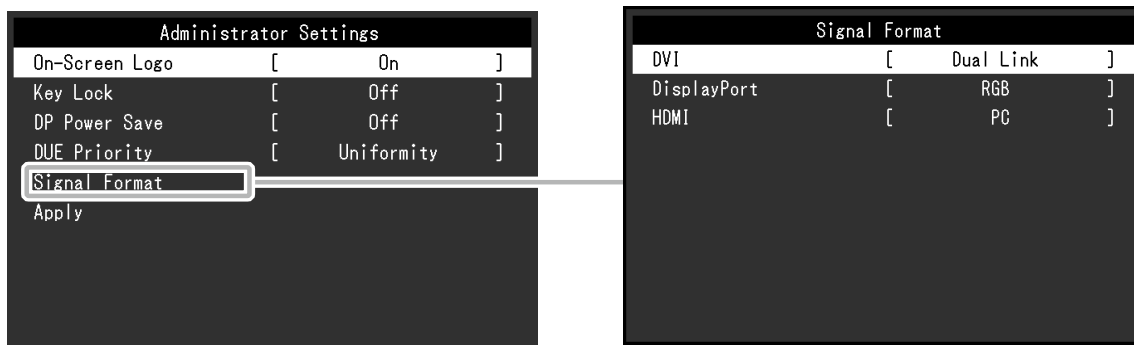 Administrator Settings
On-Screen Logo [ On ]
Key Lock [ Off ]
DP Power Save [ Off ]
DUE Priority [ Uniformity ]
Signal Format
Apply
Signal Format
DVI [ Dual Link ]
DisplayPort [ RGB ]
HDMI [ PC ]